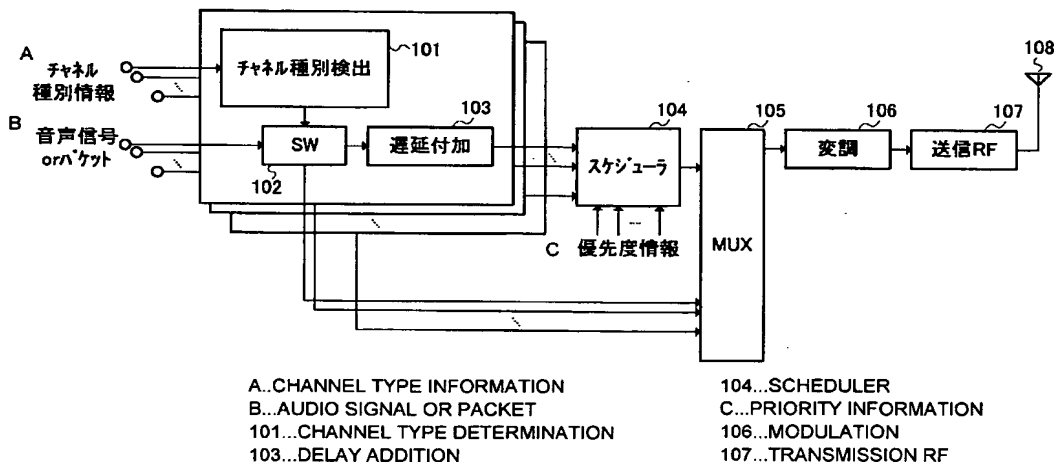 A
チャネル
種別情報
B
音声信号
orパケット
101
チャネル種別検出
SW
102
103
遅延付加
104
スケジューラ
C 優先度情報
105
MUX
106
変調
107
送信RF
108
A..CHANNEL TYPE INFORMATION
B...AUDIO SIGNAL OR PACKET
101...CHANNEL TYPE DETERMINATION
103...DELAY ADDITION
104...SCHEDULER
C...PRIORITY INFORMATION
106...MODULATION
107...TRANSMISSION RF